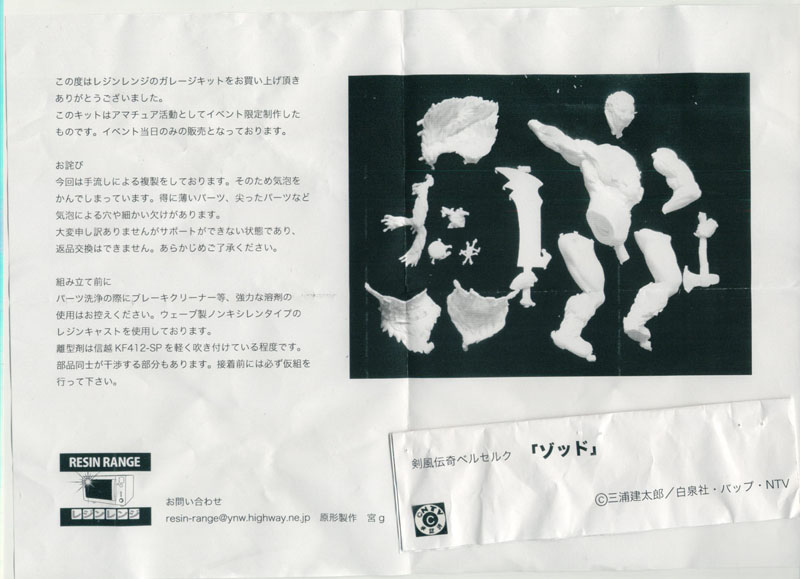 この度はレジンレンジのガレージキットをお買い上げ頂き
ありがとうございました。
このキットはアマチュア活動としてイベント限定制作した
ものです。イベント当日のみの販売となっております。
お詫び
今回は手流しによる複製をしております。そのため気泡を
かんでしまっています。得に薄いパーツ、尖ったパーツなど
気泡による穴や細かい欠けがあります。
大変申し訳ありませんがサポートができない状態であり、
返品交換はできません。あらかじめご了承ください。
組み立て前に
パーツ洗浄の際にブレーキクリーナー等、強力な溶剤の
使用はお控えください。ウェーブ製ノンキシレンタイプの
レジンキャストを使用しております。
離型剤は信越 KF412-SP を軽く吹き付けている程度です。
部品同士が干渉する部分もあります。接着前には必ず仮組を
行って下さい。
RESIN RANGE
レジンレンジ
お問い合わせ
resin-range@ynw.highway.ne.jp 原形製作 宮 g
剣風伝奇ベルセルク 『ゾッド』
©三浦建太郎／白泉社・バップ・NTV
NTV